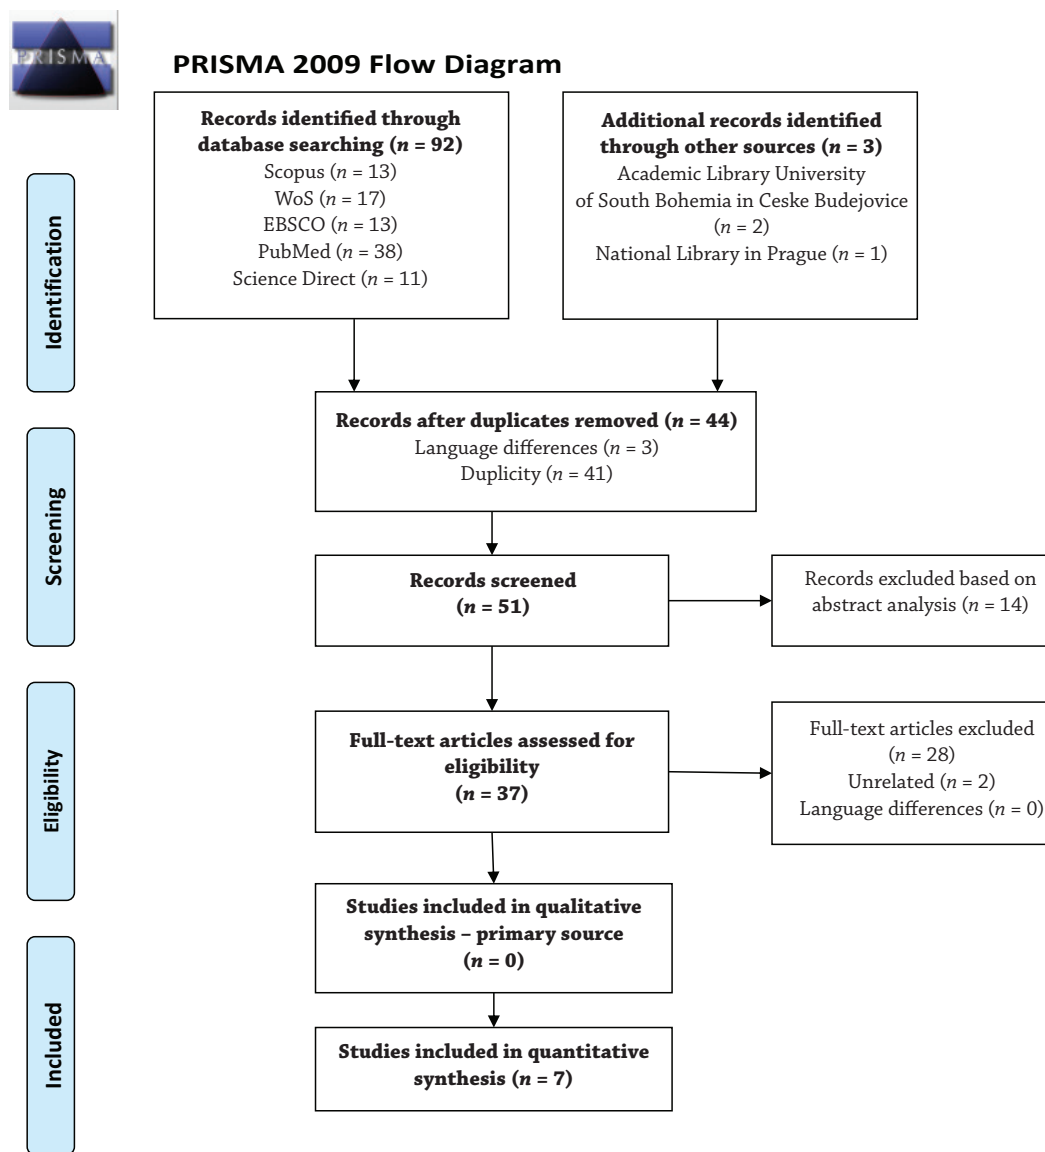 PRISMA
PRISMA 2009 Flow Diagram
Identification
Records identified through
database searching (n = 92)
Scopus (n = 13)
WoS (n = 17)
EBSCO (n = 13)
PubMed (n = 38)
Science Direct (n = 11)
Additional records identified
through other sources (n = 3)
Academic Library University
of South Bohemia in Ceske Budejovice
(n = 2)
National Library in Prague (n = 1)
Records after duplicates removed (n = 44)
Language differences (n = 3)
Duplicity (n = 41)
Screening
Records screened
(n = 51)
Records excluded based on
abstract analysis (n = 14)
Eligibility
Full-text articles assessed for
eligibility
(n = 37)
Full-text articles excluded
(n = 28)
Unrelated (n = 2)
Language differences (n = 0)
Studies included in qualitative
synthesis – primary source
(n = 0)
Included
Studies included in quantitative
synthesis (n = 7)